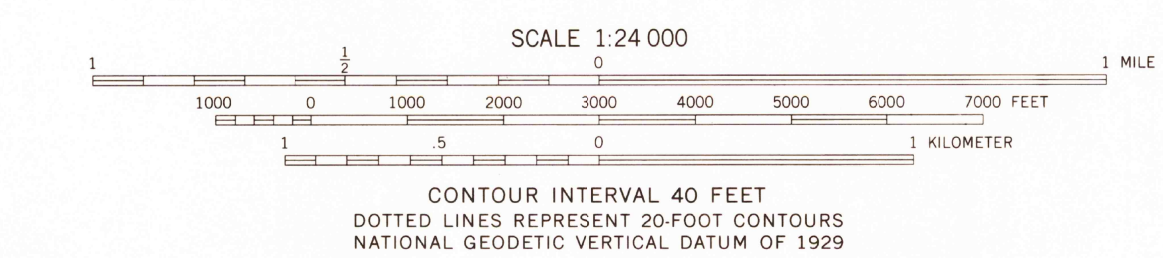 SCALE 1:24 000
1 1/2 0 1 MILE
1000 0 1000 2000 3000 4000 5000 6000 7000 FEET
1 .5 0 1 KILOMETER
CONTOUR INTERVAL 40 FEET
DOTTED LINES REPRESENT 20-FOOT CONTOURS
NATIONAL GEODETIC VERTICAL DATUM OF 1929